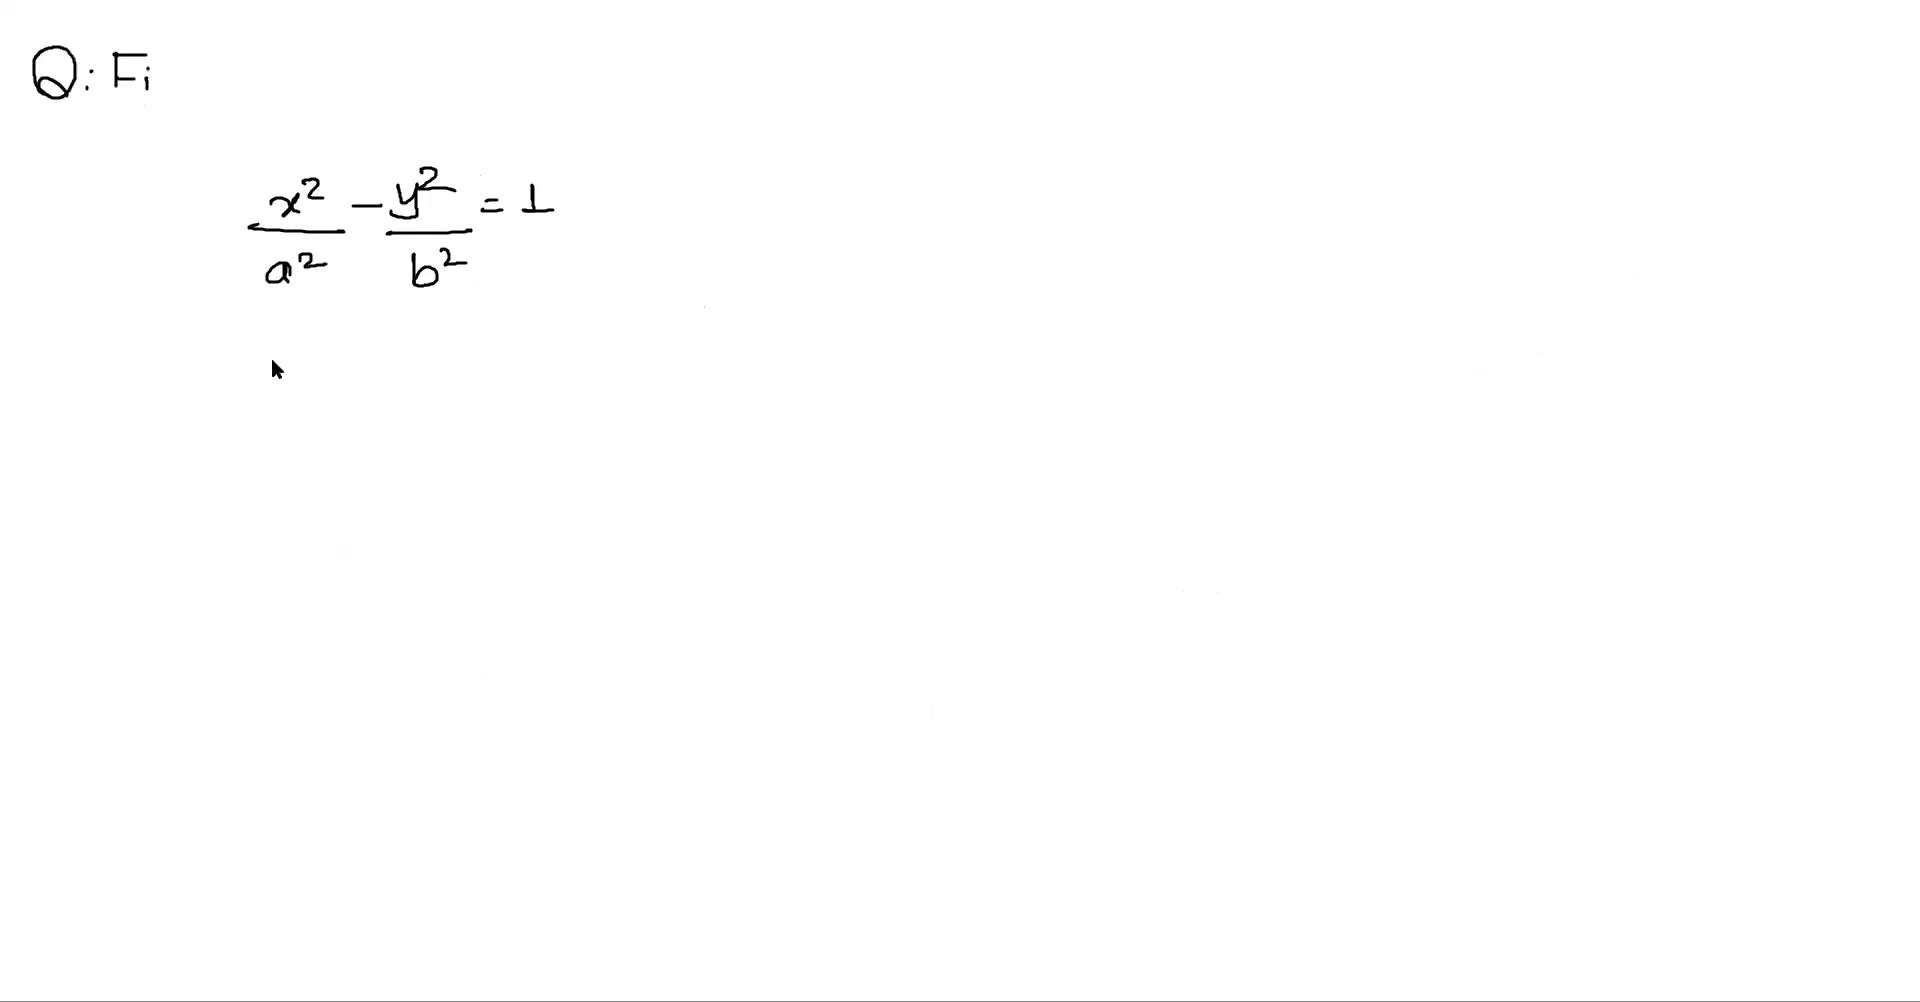 Q: Fi
x² - y² = 1
a² b²